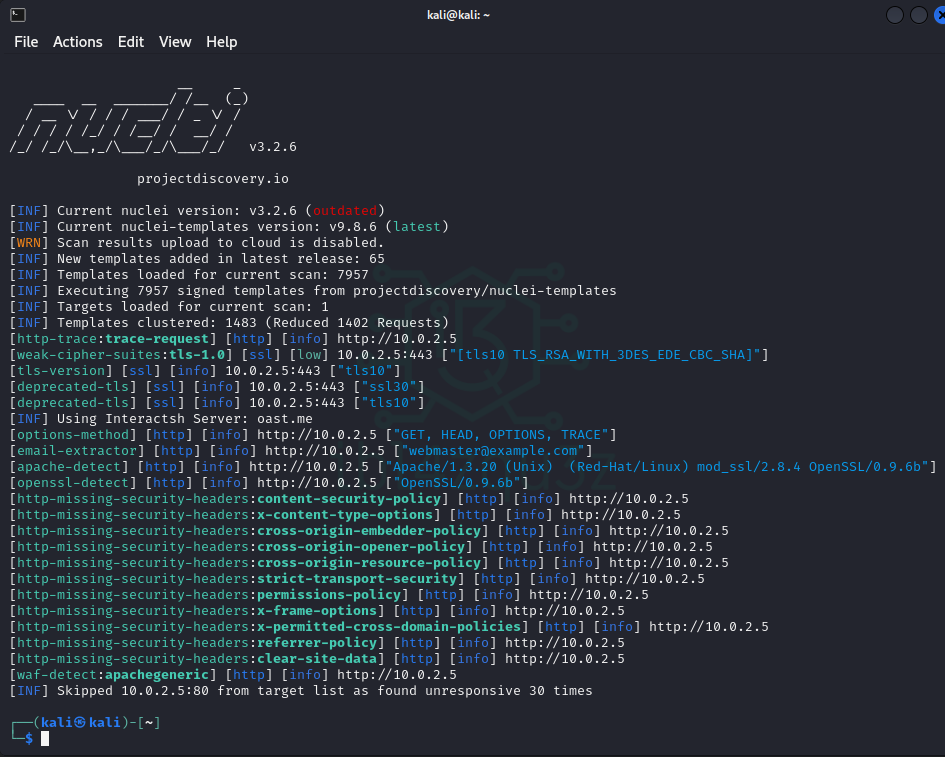 kali@kali: ~
File Actions Edit View Help
nuclei v3.2.6
projectdiscovery.io
[INF] Current nuclei version: v3.2.6 (outdated)
[INF] Current nuclei-templates version: v9.8.6 (latest)
[WRN] Scan results upload to cloud is disabled.
[INF] New templates added in latest release: 65
[INF] Templates loaded for current scan: 7957
[INF] Executing 7957 signed templates from projectdiscovery/nuclei-templates
[INF] Targets loaded for current scan: 1
[INF] Templates clustered: 1483 (Reduced 1402 Requests)
[http-trace:trace-request] [http] [info] http://10.0.2.5
[weak-cipher-suites:tls-1.0] [ssl] [low] 10.0.2.5:443 ["[tls10 TLS_RSA_WITH_3DES_EDE_CBC_SHA]"]
[tls-version] [ssl] [info] 10.0.2.5:443 ["tls10"]
[deprecated-tls] [ssl] [info] 10.0.2.5:443 ["ssl30"]
[deprecated-tls] [ssl] [info] 10.0.2.5:443 ["tls10"]
[INF] Using Interactsh Server: oast.me
[options-method] [http] [info] http://10.0.2.5 ["GET, HEAD, OPTIONS, TRACE"]
[email-extractor] [http] [info] http://10.0.2.5 ["webmaster@example.com"]
[apache-detect] [http] [info] http://10.0.2.5 ["Apache/1.3.20 (Unix)  (Red-Hat/Linux) mod_ssl/2.8.4 OpenSSL/0.9.6b"]
[openssl-detect] [http] [info] http://10.0.2.5 ["OpenSSL/0.9.6b"]
[http-missing-security-headers:content-security-policy] [http] [info] http://10.0.2.5
[http-missing-security-headers:x-content-type-options] [http] [info] http://10.0.2.5
[http-missing-security-headers:cross-origin-embedder-policy] [http] [info] http://10.0.2.5
[http-missing-security-headers:cross-origin-opener-policy] [http] [info] http://10.0.2.5
[http-missing-security-headers:cross-origin-resource-policy] [http] [info] http://10.0.2.5
[http-missing-security-headers:strict-transport-security] [http] [info] http://10.0.2.5
[http-missing-security-headers:permissions-policy] [http] [info] http://10.0.2.5
[http-missing-security-headers:x-frame-options] [http] [info] http://10.0.2.5
[http-missing-security-headers:x-permitted-cross-domain-policies] [http] [info] http://10.0.2.5
[http-missing-security-headers:referrer-policy] [http] [info] http://10.0.2.5
[http-missing-security-headers:clear-site-data] [http] [info] http://10.0.2.5
[waf-detect:apachegeneric] [http] [info] http://10.0.2.5
[INF] Skipped 10.0.2.5:80 from target list as found unresponsive 30 times
┌──(kali㉿kali)-[~]
└─$